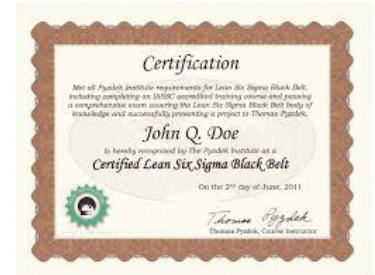 Certification
Met all Pyzdek Institute requirements for Lean Six Sigma Black Belt,
including completing an IASSC accredited training course and passing
a comprehensive exam covering the Lean Six Sigma Black Belt body of
knowledge and successfully presenting a project to Thomas Pyzdek.
John Q. Doe
is hereby recognized by The Pyzdek Institute as a
Certified Lean Six Sigma Black Belt
On the 2nd day of June, 2011
Thomas Pyzdek
Thomas Pyzdek, Course Instructor